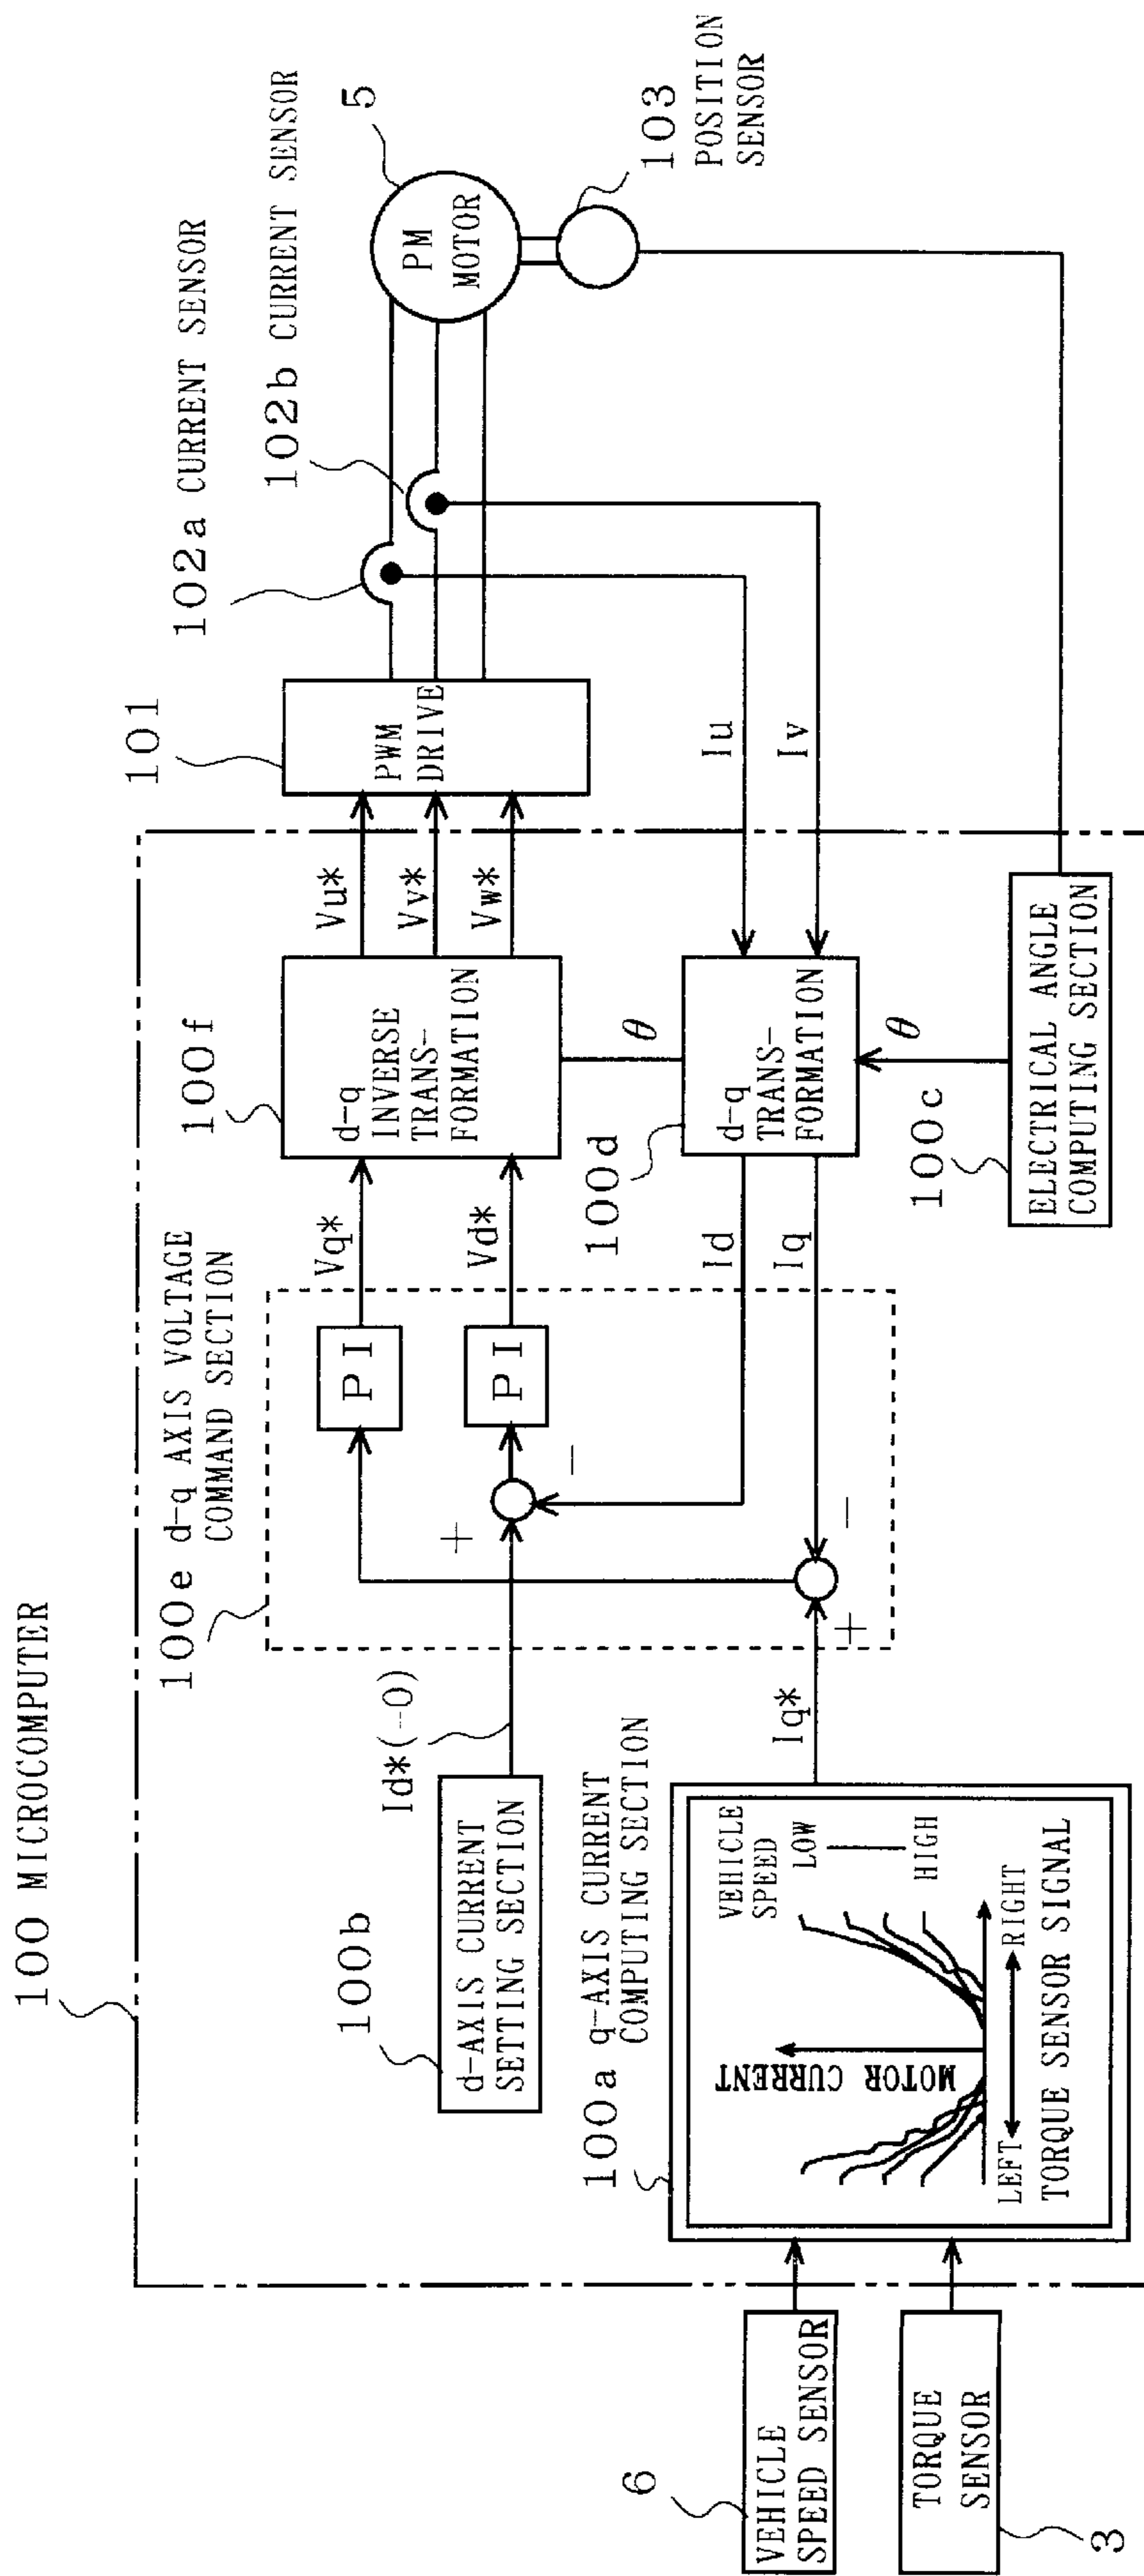 100 MICROCOMPUTER
100e d-q AXIS VOLTAGE
COMMAND SECTION
101
102a CURRENT SENSOR
102b CURRENT SENSOR
5
PM
MOTOR
103
POSITION
SENSOR
PWM
DRIVE
Vu*
Vv*
Vw*
100f
d-q
INVERSE
TRANS-
FORMATION
Vq*
Vd*
PI
PI
+
−
Id*(-0)
100b
d-AXIS CURRENT
SETTING SECTION
θ
Iu
Iv
100d
d-q
TRANS-
FORMATION
Id
Iq
−
+
Iq*
θ
100c
ELECTRICAL ANGLE
COMPUTING SECTION
100a q-AXIS CURRENT
COMPUTING SECTION
VEHICLE
SPEED
LOW
HIGH
MOTOR CURRENT
LEFT
RIGHT
TORQUE SENSOR SIGNAL
6
VEHICLE
SPEED SENSOR
TORQUE
SENSOR
3